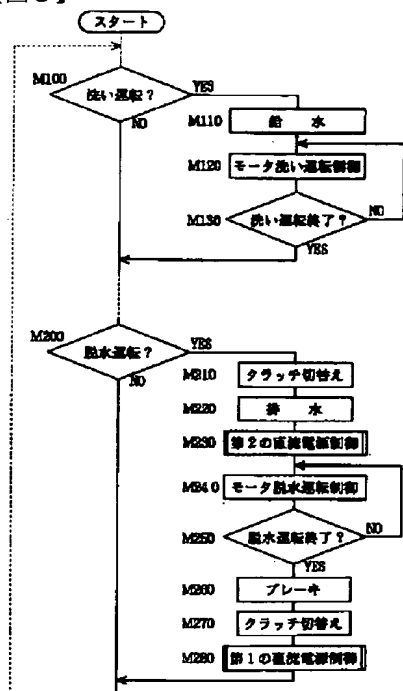 スタート
M100
洗い運転?
YES
NO
M110
給 水
M120
モータ洗い運転制御
M130
洗い運転終了?
NO
YES
M200
脱水運転?
YES
NO
M210
クラッチ切替え
M220
排 水
M230
第2の直流電源制御
M240
モータ脱水運転制御
M250
脱水運転終了?
NO
YES
M260
ブレーキ
M270
クラッチ切替え
M280
第1の直流電源制御